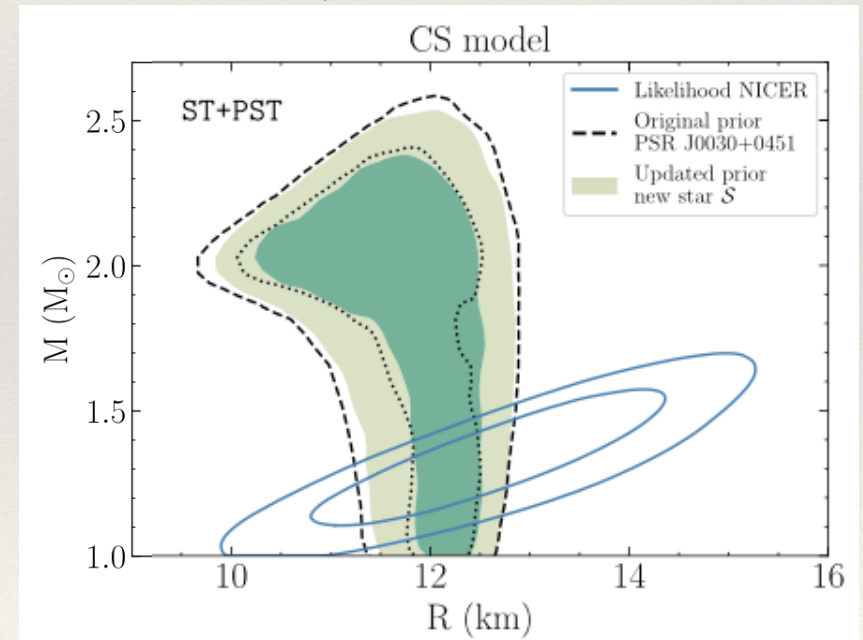 CS model
ST+PST
Likelihood NICER
Original prior
PSR J0030+0451
Updated prior
new star 𝒮
2.5
2.0
1.5
1.0
M (M⊙)
10 12 14 16
R (km)